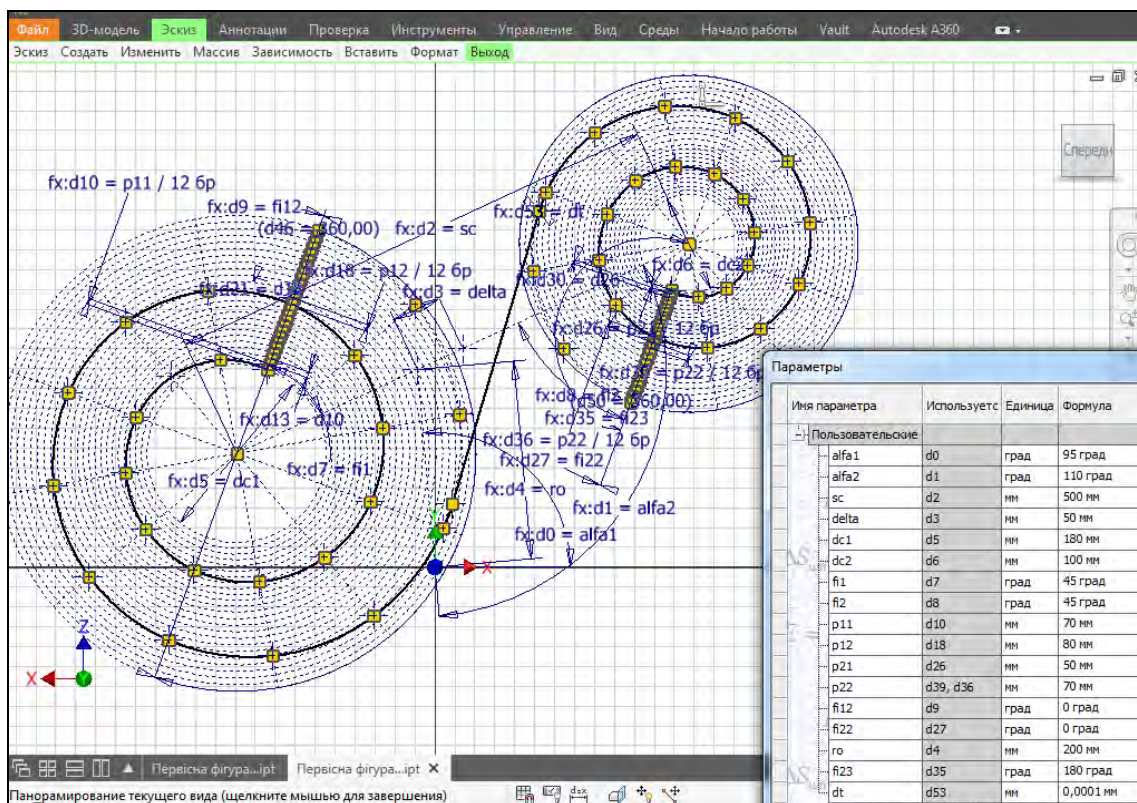 Файл 3D-модель Эскиз Аннотации Проверка Инструменты Управление Вид Среды Начало работы Vault Autodesk A360
Эскиз Создать Изменить Массив Зависимость Вставить Формат Выход
Спереди
fx:d10 = p11 / 12 бр
fx:d9 = fi12
(d46 = 360,00)
fx:d2 = sc
fx:d53 = dt
fx:d18 = p12 / 12 бр
fx:d3 = delta
fx:d30 = d26
fx:d6 = dc2
fx:d35 = fi23
fx:d13 = d10
fx:d36 = p22 / 12 бр
fx:d7 = fi1
fx:d27 = fi22
fx:d5 = dc1
fx:d4 = ro
fx:d1 = alfa2
fx:d0 = alfa1
X
Z
X
Параметры
Имя параметра Используетс Единица Формула
Пользовательские
alfa1 d0 град 95 град
alfa2 d1 град 110 град
sc d2 мм 500 мм
delta d3 мм 50 мм
dc1 d5 мм 180 мм
dc2 d6 мм 100 мм
fi1 d7 град 45 град
fi2 d8 град 45 град
p11 d10 мм 70 мм
p12 d18 мм 80 мм
p21 d26 мм 50 мм
p22 d39, d36 мм 70 мм
fi12 d9 град 0 град
fi22 d27 град 0 град
ro d4 мм 200 мм
fi23 d35 град 180 град
dt d53 мм 0,0001 мм
Первісна фігура...ipt Первісна фігура...ipt
Панорамирование текущего вида (щелкните мышью для завершения)